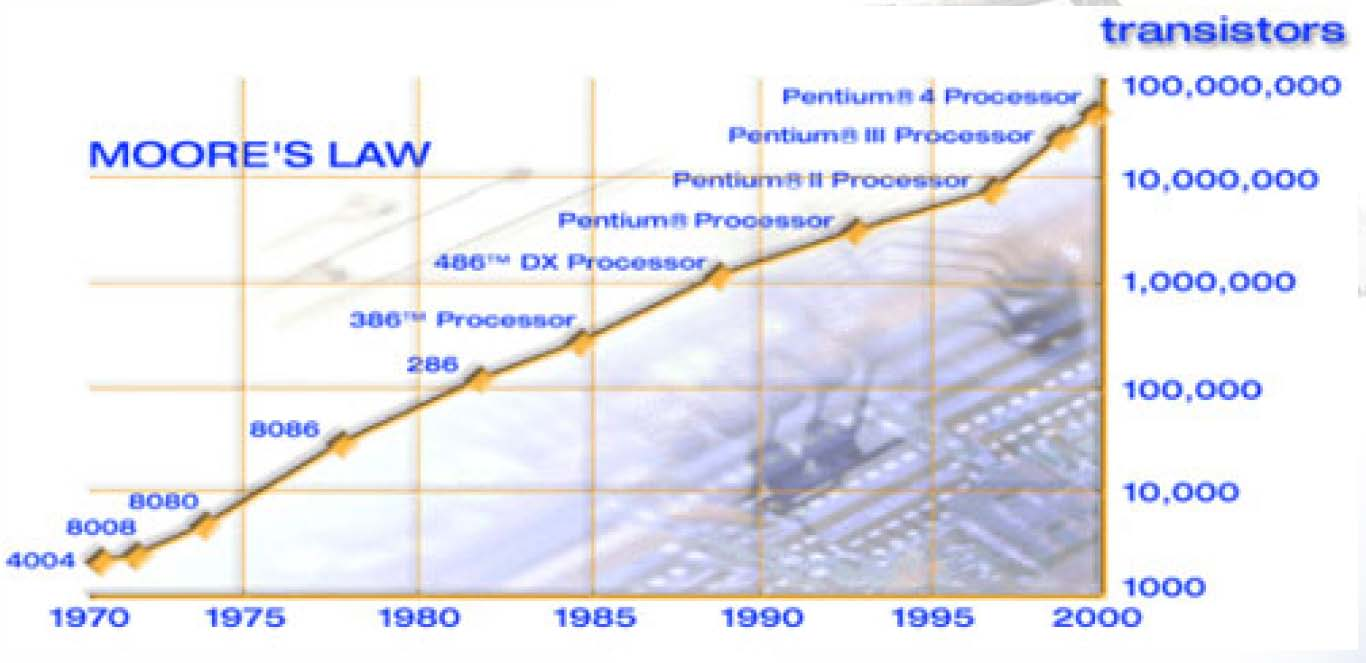 transistors
100,000,000
Pentium® 4 Processor
Pentium® III Processor
MOORE'S LAW
Pentium® II Processor
10,000,000
Pentium® Processor
486™ DX Processor
1,000,000
386™ Processor
286
100,000
8086
8080
10,000
8008
4004
1000
1970 1975 1980 1985 1990 1995 2000